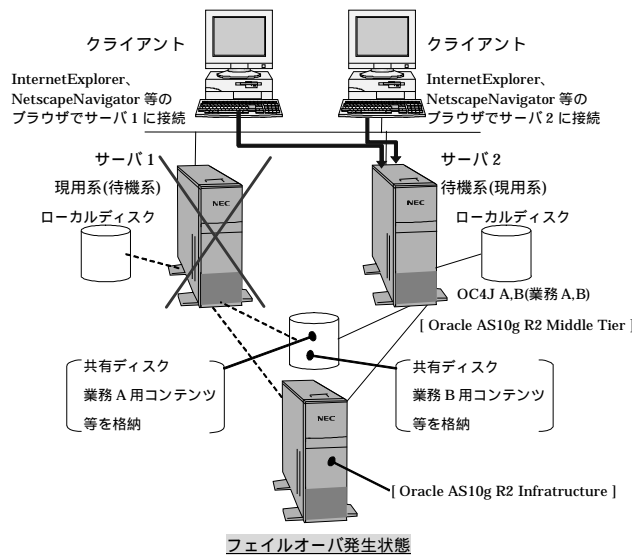 クライアント
InternetExplorer、
NetscapeNavigator 等の
ブラウザでサーバ 1 に接続
クライアント
InternetExplorer、
NetscapeNavigator 等の
ブラウザでサーバ 2 に接続
サーバ 1
現用系(待機系)
ローカルディスク
NEC
サーバ 2
待機系(現用系)
ローカルディスク
NEC
OC4J A,B(業務 A,B)
[ Oracle AS10g R2 Middle Tier ]
共有ディスク
業務 A 用コンテンツ
等を格納
共有ディスク
業務 B 用コンテンツ
等を格納
NEC
[ Oracle AS10g R2 Infratructure ]
フェイルオーバ発生状態